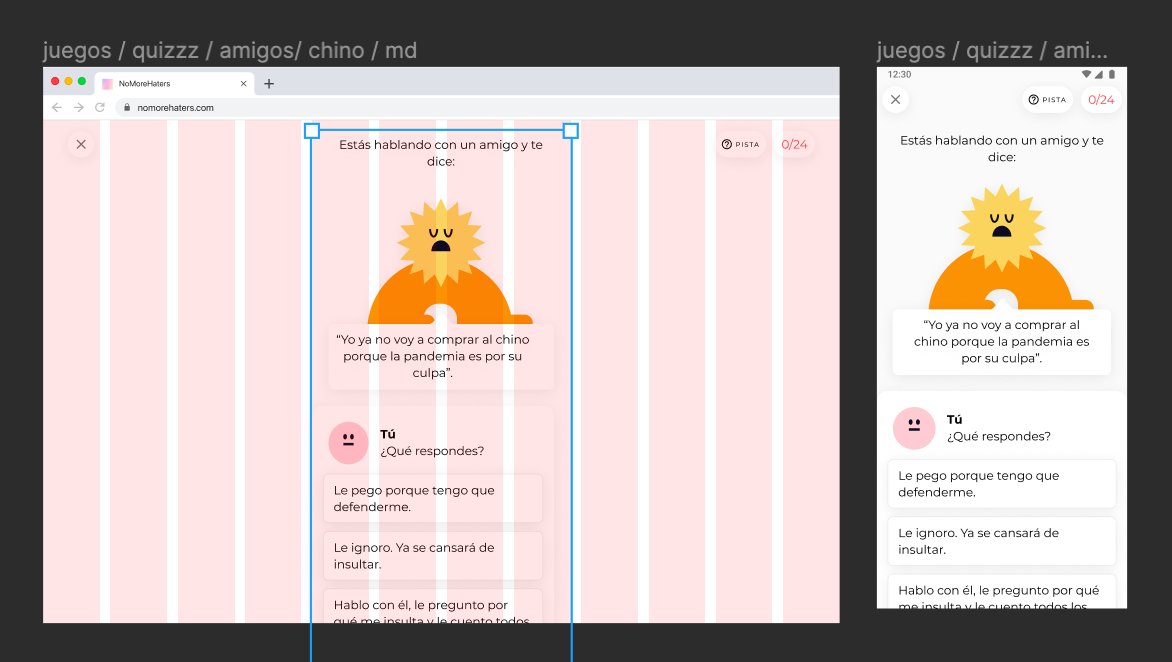 juegos / quizzz / amigos/ chino / md
NoMoreHaters
nomorehaters.com
PISTA
0/24
Estás hablando con un amigo y te
dice:
“Yo ya no voy a comprar al chino
porque la pandemia es por su
culpa”.
Tú
¿Qué respondes?
Le pego porque tengo que
defenderme.
Le ignoro. Ya se cansará de
insultar.
Hablo con él, le pregunto por
qué me insulta y le cuento todos
juegos / quizzz / ami...
12:30
PISTA
0/24
Estás hablando con un amigo y te
dice:
“Yo ya no voy a comprar al
chino porque la pandemia es
por su culpa”.
Tú
¿Qué respondes?
Le pego porque tengo que
defenderme.
Le ignoro. Ya se cansará de
insultar.
Hablo con él, le pregunto por qué
me insulta y le cuento todos los